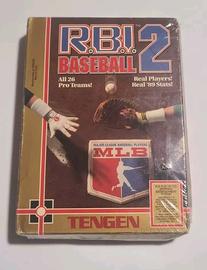 R.B.I.
BASEBALL 2
All 26
Pro Teams!
Real Players!
Real '89 Stats!
MAJOR LEAGUE BASEBALL PLAYERS
MLB
TENGEN